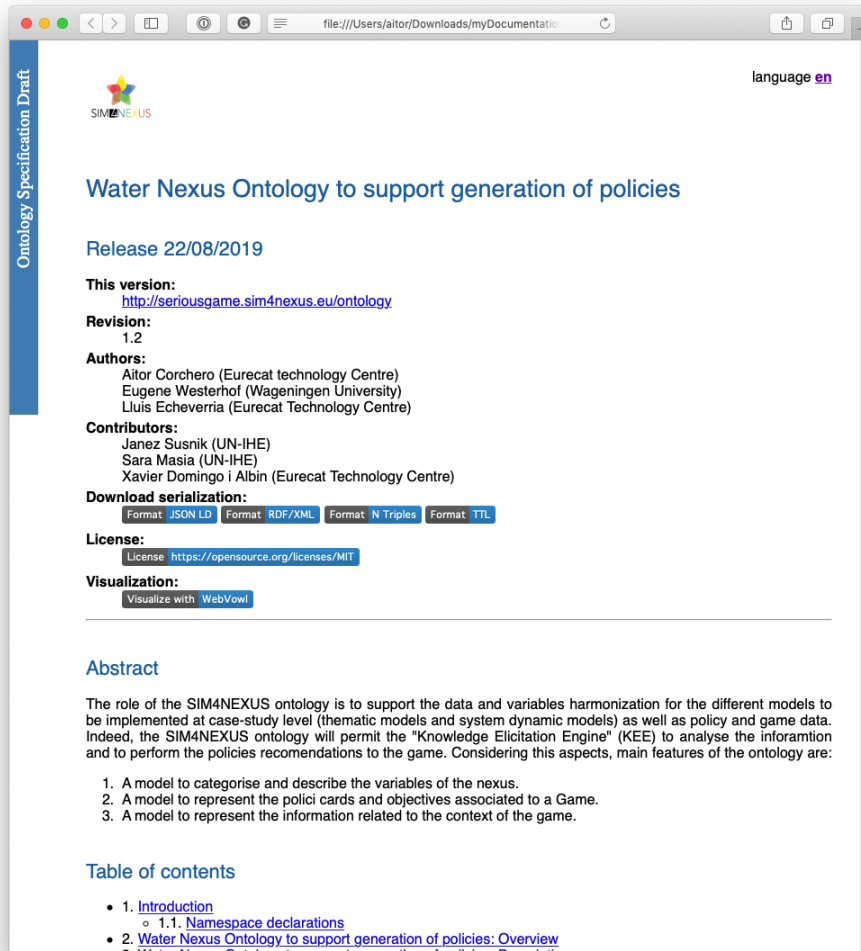 file:///Users/aitor/Downloads/myDocumentatio
Ontology Specification Draft
language en
SIM4NEXUS
Water Nexus Ontology to support generation of policies
Release 22/08/2019
This version:
http://seriousgame.sim4nexus.eu/ontology
Revision:
1.2
Authors:
Aitor Corchero (Eurecat technology Centre)
Eugene Westerhof (Wageningen University)
Lluis Echeverria (Eurecat Technology Centre)
Contributors:
Janez Susnik (UN-IHE)
Sara Masia (UN-IHE)
Xavier Domingo i Albin (Eurecat Technology Centre)
Download serialization:
Format JSON LD Format RDF/XML Format N Triples Format TTL
License:
License https://opensource.org/licenses/MIT
Visualization:
Visualize with WebVowl
Abstract
The role of the SIM4NEXUS ontology is to support the data and variables harmonization for the different models to
be implemented at case-study level (thematic models and system dynamic models) as well as policy and game data.
Indeed, the SIM4NEXUS ontology will permit the "Knowledge Elicitation Engine" (KEE) to analyse the inforamtion
and to perform the policies recomendations to the game. Considering this aspects, main features of the ontology are:
1. A model to categorise and describe the variables of the nexus.
2. A model to represent the polici cards and objectives associated to a Game.
3. A model to represent the information related to the context of the game.
Table of contents
• 1. Introduction
◦ 1.1. Namespace declarations
• 2. Water Nexus Ontology to support generation of policies: Overview